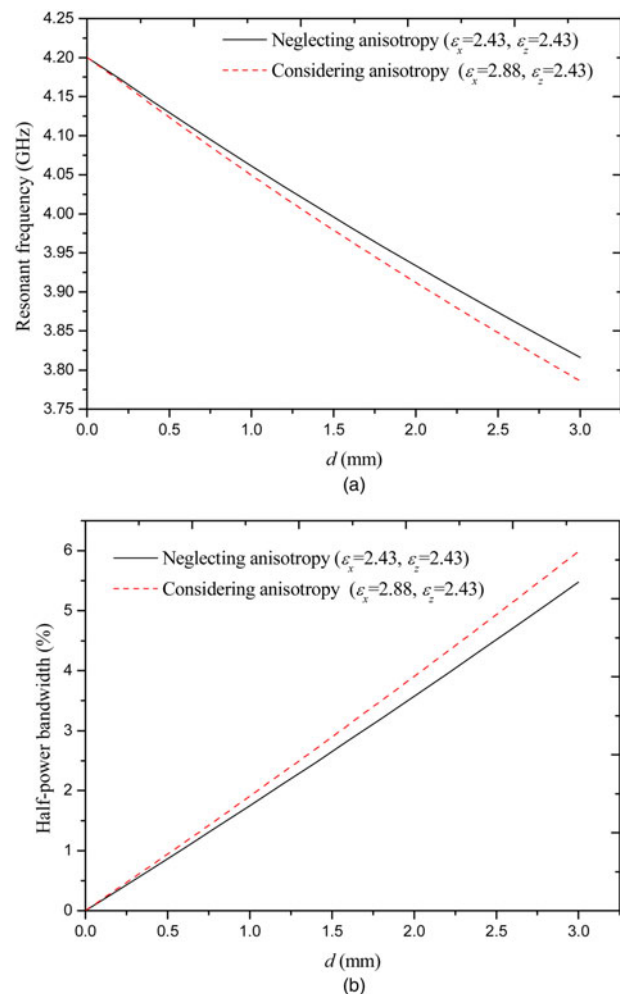 4.20
4.15
4.10
4.05
4.00
3.95
3.90
3.85
3.80
3.75
Resonant frequency (GHz)
Neglecting anisotropy (εx=2.43, εz=2.43)
Considering anisotropy (εx=2.88, εz=2.43)
0.0 0.5 1.0 1.5 2.0 2.5 3.0
d (mm)
(a)
6
5
4
3
2
1
0
Half-power bandwidth (%)
Neglecting anisotropy (εx=2.43, εz=2.43)
Considering anisotropy (εx=2.88, εz=2.43)
0.0 0.5 1.0 1.5 2.0 2.5 3.0
d (mm)
(b)